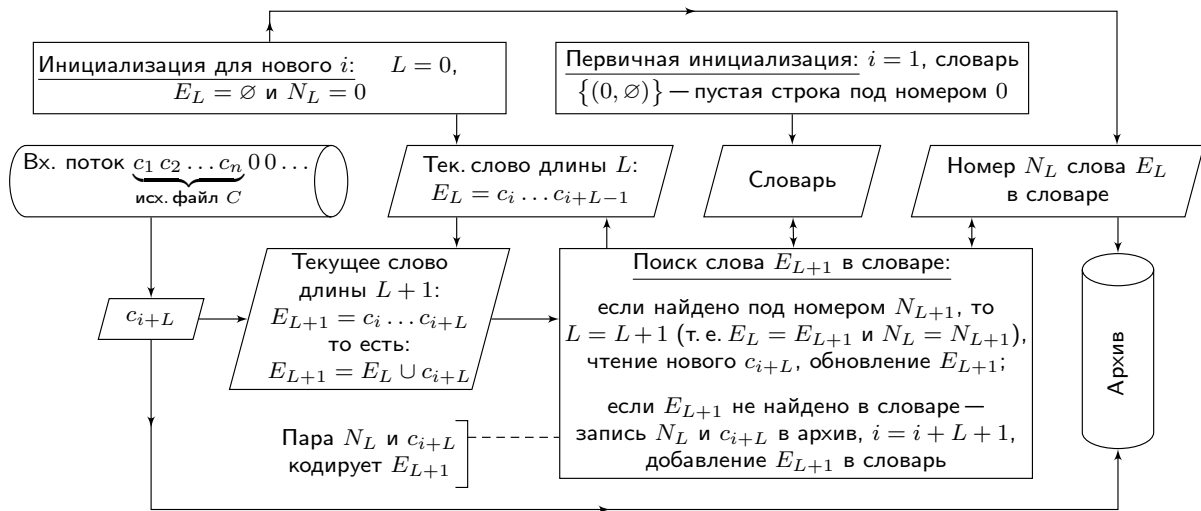 Инициализация для нового i: L = 0,
E_L = ∅ и N_L = 0
Первичная инициализация: i = 1, словарь
{(0, ∅)} — пустая строка под номером 0
Вх. поток c_1 c_2 … c_n 0 0 …
исх. файл C
Тек. слово длины L:
E_L = c_i … c_{i+L−1}
Словарь
Номер N_L слова E_L
в словаре
c_{i+L}
Текущее слово
длины L + 1:
E_{L+1} = c_i … c_{i+L}
то есть:
E_{L+1} = E_L ∪ c_{i+L}
Поиск слова E_{L+1} в словаре:
если найдено под номером N_{L+1}, то
L = L + 1 (т. е. E_L = E_{L+1} и N_L = N_{L+1}),
чтение нового c_{i+L}, обновление E_{L+1};
если E_{L+1} не найдено в словаре —
запись N_L и c_{i+L} в архив, i = i + L + 1,
добавление E_{L+1} в словарь
Архив
Пара N_L и c_{i+L}
кодирует E_{L+1}